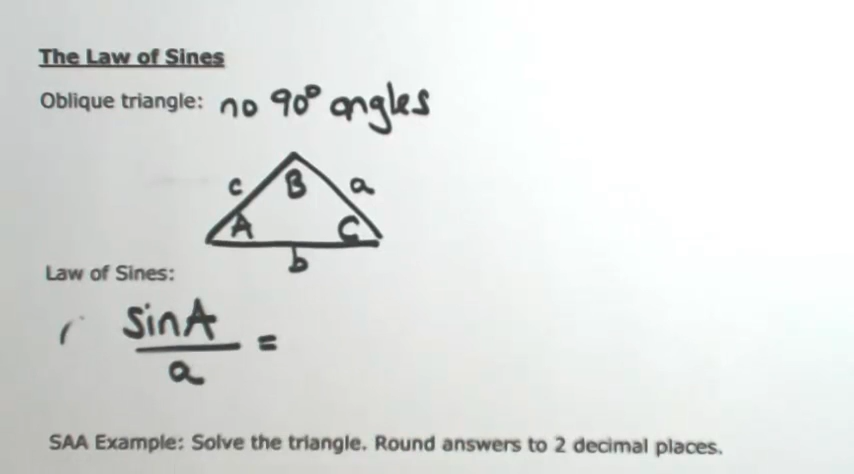 The Law of Sines
Oblique triangle: no 90° angles
c B a
A C
b
Law of Sines:
( sinA
=
a
SAA Example: Solve the triangle. Round answers to 2 decimal places.